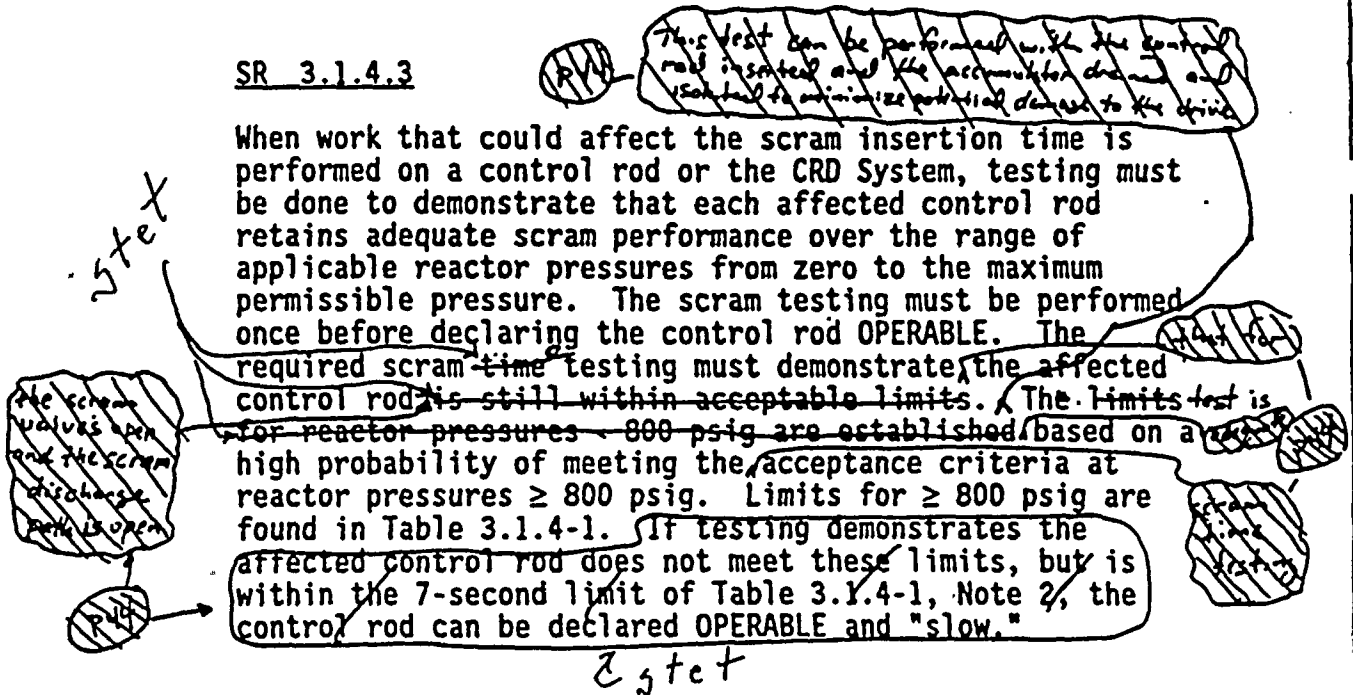 This test can be performed with the control
rod inserted and the accumulator drained and
isolated to minimize potential damage to the drive
SR 3.1.4.3
P44
When work that could affect the scram insertion time is
performed on a control rod or the CRD System, testing must
be done to demonstrate that each affected control rod
retains adequate scram performance over the range of
applicable reactor pressures from zero to the maximum
permissible pressure. The scram testing must be performed
once before declaring the control rod OPERABLE. The
required scram time testing must demonstrate the affected
control rod is still within acceptable limits. The limits test is
for reactor pressures < 800 psig are established based on a
high probability of meeting the acceptance criteria at
reactor pressures ≥ 800 psig. Limits for ≥ 800 psig are
found in Table 3.1.4-1. If testing demonstrates the
affected control rod does not meet these limits, but is
within the 7-second limit of Table 3.1.4-1, Note 2, the
control rod can be declared OPERABLE and "slow."
stet
that for
the scram
valves open
and the scram
discharge
path is open
scram
time
testing
P44
stet